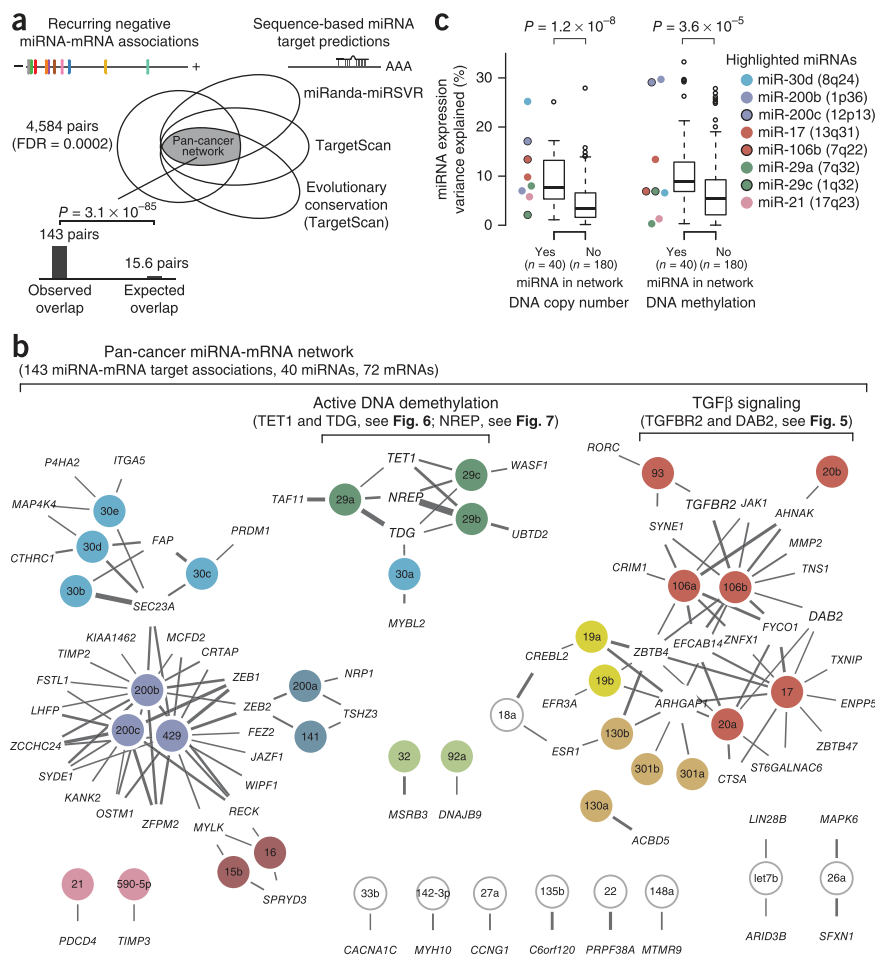 a
Recurring negative
miRNA-mRNA associations
Sequence-based miRNA
target predictions
− +
AAA
miRanda-miRSVR
4,584 pairs
(FDR = 0.0002)
Pan-cancer
network
TargetScan
Evolutionary
conservation
(TargetScan)
P = 3.1 × 10−85
143 pairs
15.6 pairs
Observed
overlap
Expected
overlap
c
P = 1.2 × 10−8
P = 3.6 × 10−5
miRNA expression
variance explained (%)
30
20
10
0
Yes
(n = 40)
No
(n = 180)
miRNA in network
DNA copy number
Yes
(n = 40)
No
(n = 180)
miRNA in network
DNA methylation
Highlighted miRNAs
miR-30d (8q24)
miR-200b (1p36)
miR-200c (12p13)
miR-17 (13q31)
miR-106b (7q22)
miR-29a (7q32)
miR-29c (1q32)
miR-21 (17q23)
b
Pan-cancer miRNA-mRNA network
(143 miRNA-mRNA target associations, 40 miRNAs, 72 mRNAs)
Active DNA demethylation
(TET1 and TDG, see Fig. 6; NREP, see Fig. 7)
TGFβ signaling
(TGFBR2 and DAB2, see Fig. 5)
P4HA2
ITGA5
MAP4K4
30e
30d
FAP
PRDM1
CTHRC1
30b
30c
SEC23A
TET1
29c
WASF1
TAF11
29a
NREP
29b
TDG
UBTD2
30a
MYBL2
RORC
93
20b
TGFBR2
JAK1
AHNAK
SYNE1
MMP2
CRIM1
106a
106b
TNS1
DAB2
FYCO1
EFCAB14
ZNFX1
19a
ZBTB4
CREBL2
TXNIP
19b
17
EFR3A
ARHGAP1
ENPP5
18a
20a
130b
ZBTB47
ESR1
301b
301a
ST6GALNAC6
CTSA
130a
ACBD5
KIAA1462
MCFD2
TIMP2
CRTAP
FSTL1
200b
ZEB1
LHFP
ZEB2
200a
NRP1
TSHZ3
200c
429
FEZ2
141
ZCCHC24
JAZF1
SYDE1
WIPF1
KANK2
OSTM1
RECK
ZFPM2
MYLK
16
15b
SPRYD3
32
92a
MSRB3
DNAJB9
21
590-5p
PDCD4
TIMP3
33b
142-3p
27a
135b
22
148a
CACNA1C
MYH10
CCNG1
C6orf120
PRPF38A
MTMR9
LIN28B
MAPK6
let7b
26a
ARID3B
SFXN1